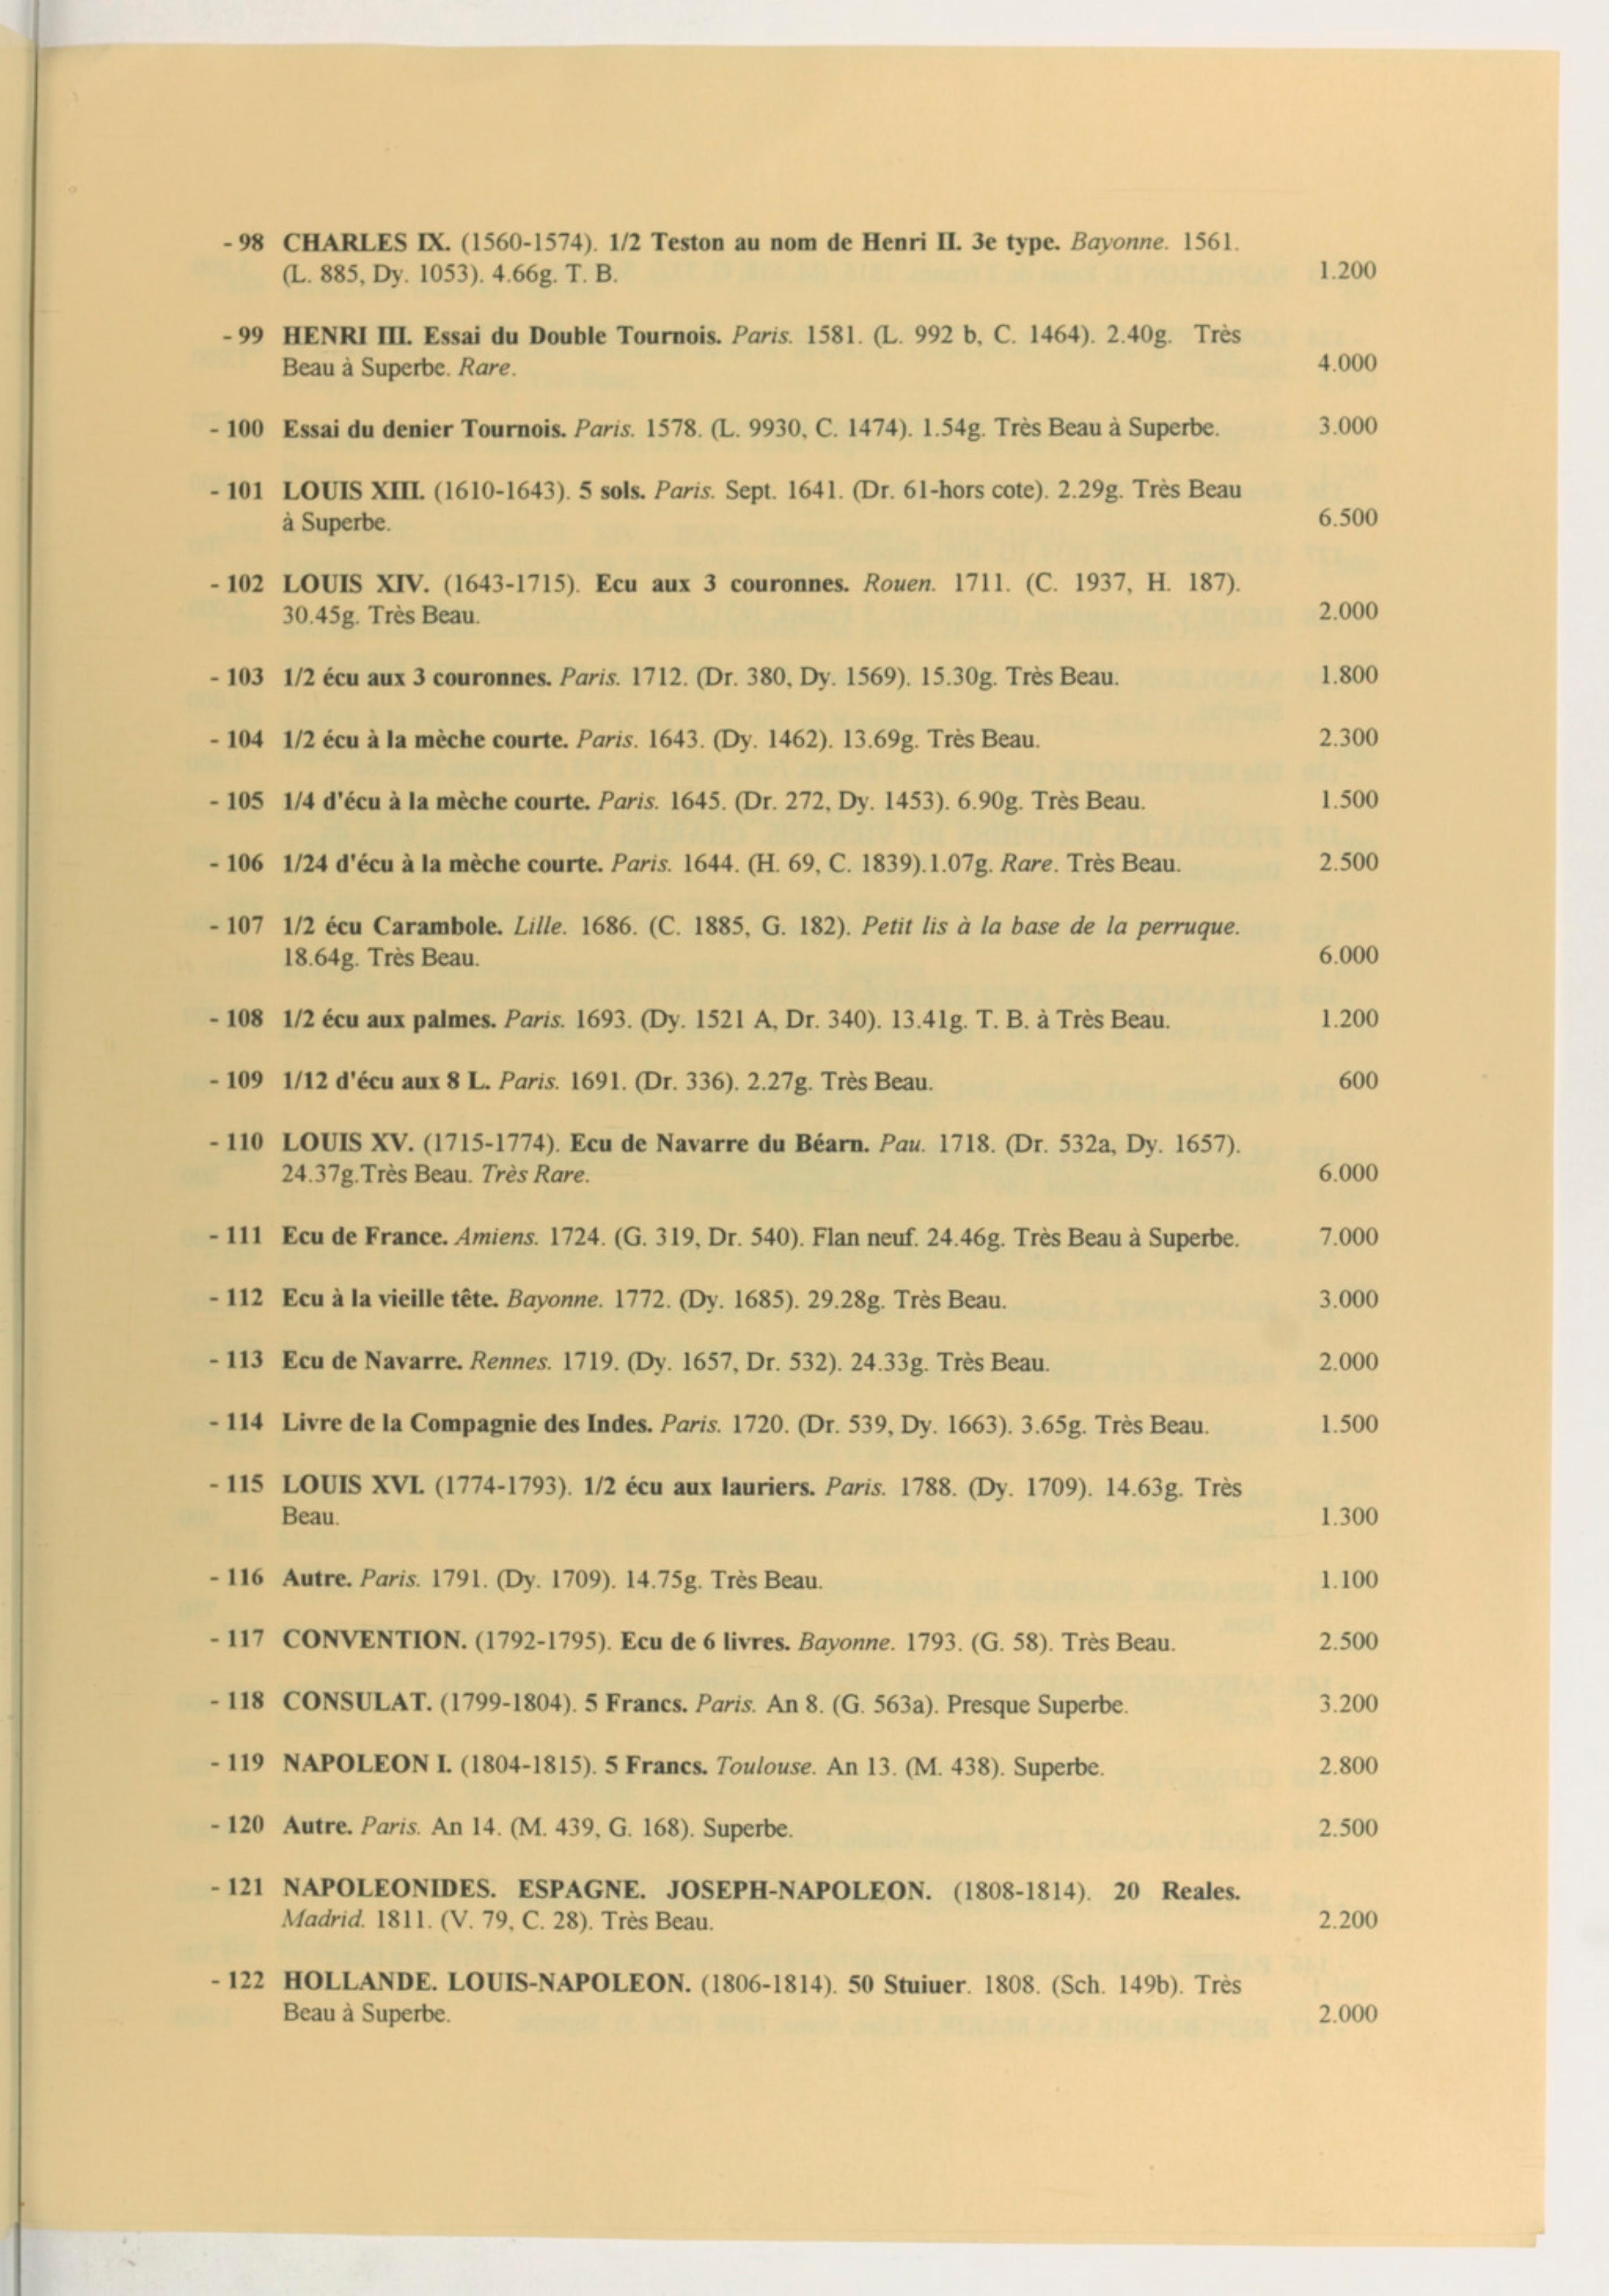 - 98 CHARLES IX. (1560-1574). 1/2 Teston au nom de Henri II. 3e type. Bayonne. 1561.
(L. 885, Dy. 1053). 4.66g. T. B. 1.200
- 99 HENRI III. Essai du Double Tournois. Paris. 1581. (L. 992 b, C. 1464). 2.40g. Très
Beau à Superbe. Rare. 4.000
- 100 Essai du denier Tournois. Paris. 1578. (L. 9930, C. 1474). 1.54g. Très Beau à Superbe. 3.000
- 101 LOUIS XIII. (1610-1643). 5 sols. Paris. Sept. 1641. (Dr. 61-hors cote). 2.29g. Très Beau
à Superbe. 6.500
- 102 LOUIS XIV. (1643-1715). Ecu aux 3 couronnes. Rouen. 1711. (C. 1937, H. 187).
30.45g. Très Beau. 2.000
- 103 1/2 écu aux 3 couronnes. Paris. 1712. (Dr. 380, Dy. 1569). 15.30g. Très Beau. 1.800
- 104 1/2 écu à la mèche courte. Paris. 1643. (Dy. 1462). 13.69g. Très Beau. 2.300
- 105 1/4 d'écu à la mèche courte. Paris. 1645. (Dr. 272, Dy. 1453). 6.90g. Très Beau. 1.500
- 106 1/24 d'écu à la mèche courte. Paris. 1644. (H. 69, C. 1839).1.07g. Rare. Très Beau. 2.500
- 107 1/2 écu Carambole. Lille. 1686. (C. 1885, G. 182). Petit lis à la base de la perruque.
18.64g. Très Beau. 6.000
- 108 1/2 écu aux palmes. Paris. 1693. (Dy. 1521 A, Dr. 340). 13.41g. T. B. à Très Beau. 1.200
- 109 1/12 d'écu aux 8 L. Paris. 1691. (Dr. 336). 2.27g. Très Beau. 600
- 110 LOUIS XV. (1715-1774). Ecu de Navarre du Béarn. Pau. 1718. (Dr. 532a, Dy. 1657).
24.37g.Très Beau. Très Rare. 6.000
- 111 Ecu de France. Amiens. 1724. (G. 319, Dr. 540). Flan neuf. 24.46g. Très Beau à Superbe. 7.000
- 112 Ecu à la vieille tête. Bayonne. 1772. (Dy. 1685). 29.28g. Très Beau. 3.000
- 113 Ecu de Navarre. Rennes. 1719. (Dy. 1657, Dr. 532). 24.33g. Très Beau. 2.000
- 114 Livre de la Compagnie des Indes. Paris. 1720. (Dr. 539, Dy. 1663). 3.65g. Très Beau. 1.500
- 115 LOUIS XVI. (1774-1793). 1/2 écu aux lauriers. Paris. 1788. (Dy. 1709). 14.63g. Très
Beau. 1.300
- 116 Autre. Paris. 1791. (Dy. 1709). 14.75g. Très Beau. 1.100
- 117 CONVENTION. (1792-1795). Ecu de 6 livres. Bayonne. 1793. (G. 58). Très Beau. 2.500
- 118 CONSULAT. (1799-1804). 5 Francs. Paris. An 8. (G. 563a). Presque Superbe. 3.200
- 119 NAPOLEON I. (1804-1815). 5 Francs. Toulouse. An 13. (M. 438). Superbe. 2.800
- 120 Autre. Paris. An 14. (M. 439, G. 168). Superbe. 2.500
- 121 NAPOLEONIDES. ESPAGNE. JOSEPH-NAPOLEON. (1808-1814). 20 Reales.
Madrid. 1811. (V. 79, C. 28). Très Beau. 2.200
- 122 HOLLANDE. LOUIS-NAPOLEON. (1806-1814). 50 Stuiuer. 1808. (Sch. 149b). Très
Beau à Superbe. 2.000